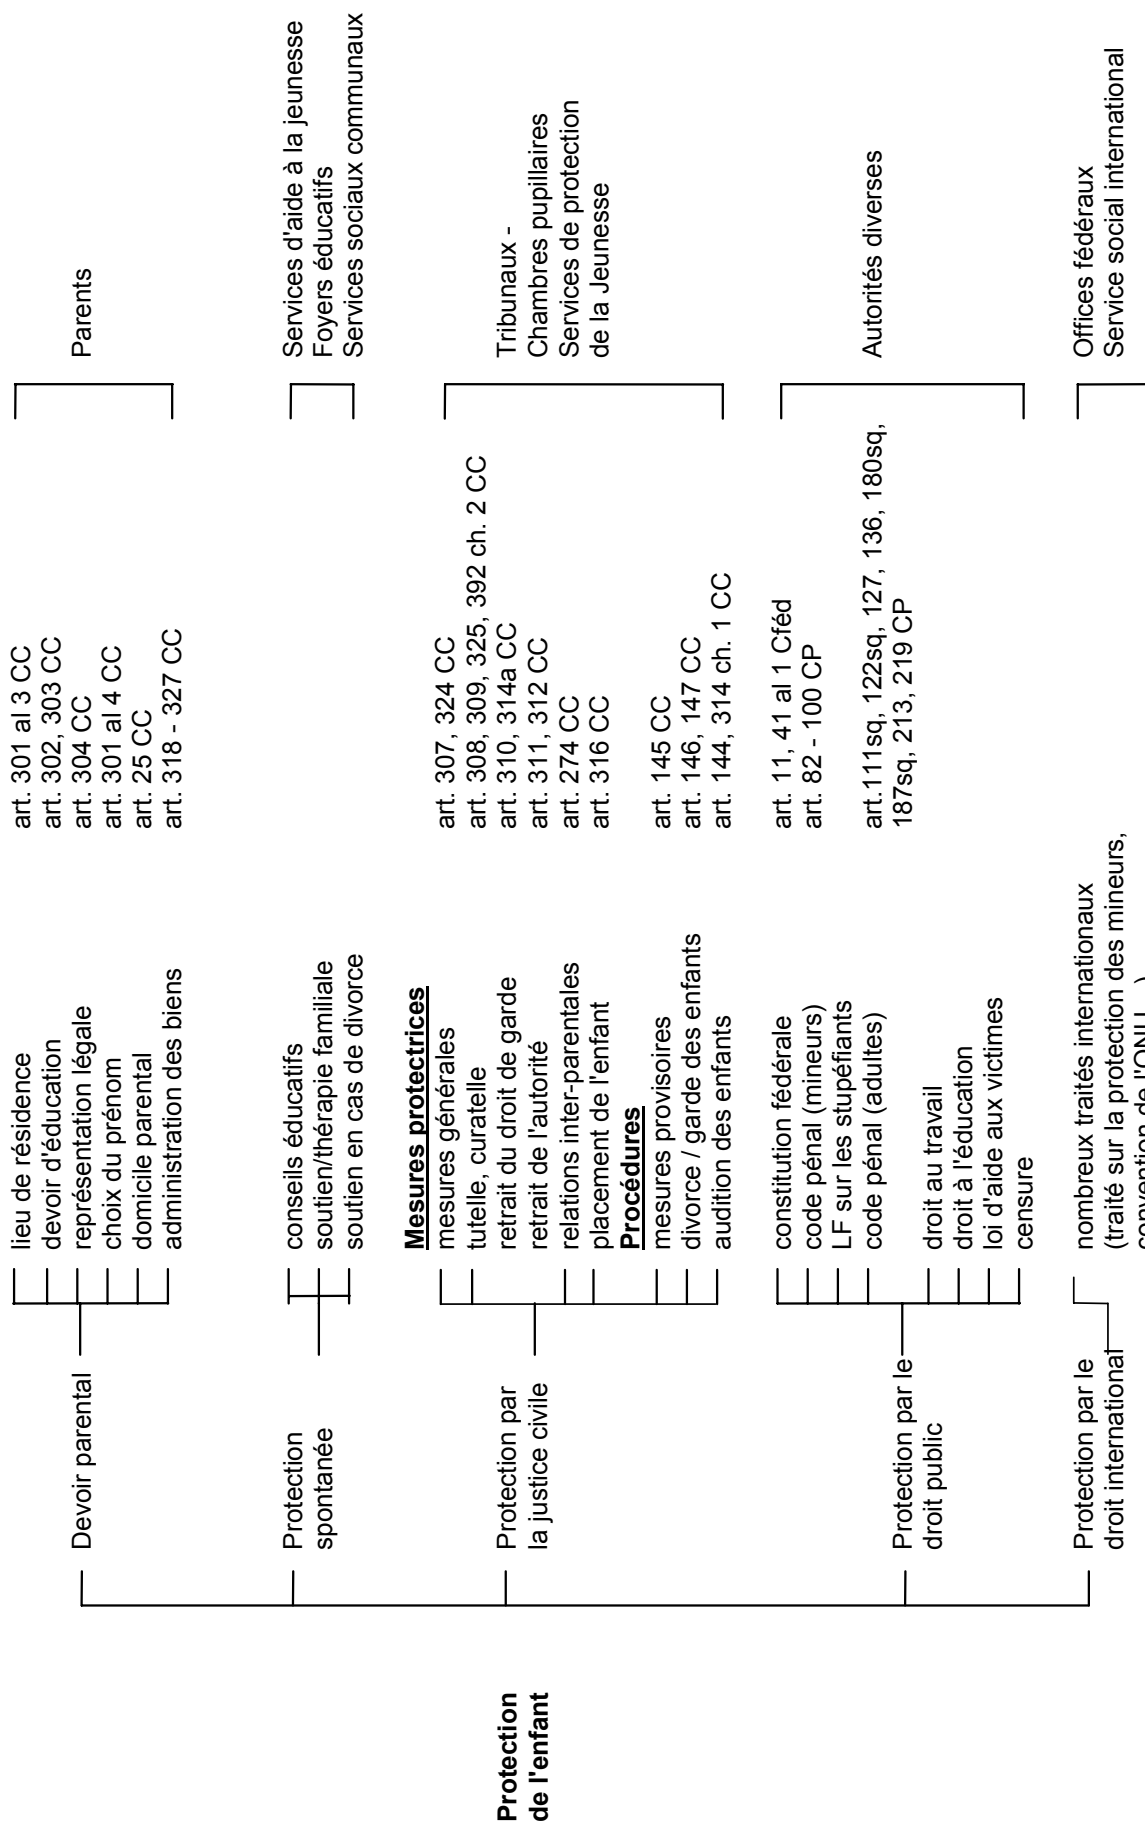 Protection
de l'enfant
Devoir parental
lieu de résidence
devoir d'éducation
représentation légale
choix du prénom
domicile parental
administration des biens
art. 301 al 3 CC
art. 302, 303 CC
art. 304 CC
art. 301 al 4 CC
art. 25 CC
art. 318 - 327 CC
Parents
Protection
spontanée
conseils éducatifs
soutien/thérapie familiale
soutien en cas de divorce
Services d'aide à la jeunesse
Foyers éducatifs
Services sociaux communaux
Protection par
la justice civile
Mesures protectrices
mesures générales
tutelle, curatelle
retrait du droit de garde
retrait de l'autorité
relations inter-parentales
placement de l'enfant
Procédures
mesures provisoires
divorce / garde des enfants
audition des enfants
art. 307, 324 CC
art. 308, 309, 325, 392 ch. 2 CC
art. 310, 314a CC
art. 311, 312 CC
art. 274 CC
art. 316 CC
art. 145 CC
art. 146, 147 CC
art. 144, 314 ch. 1 CC
Tribunaux -
Chambres pupillaires
Services de protection
de la Jeunesse
Protection par le
droit public
constitution fédérale
code pénal (mineurs)
LF sur les stupéfiants
code pénal (adultes)
droit au travail
droit à l'éducation
loi d'aide aux victimes
censure
art. 11, 41 al 1 Cféd
art. 82 - 100 CP
art.111sq, 122sq, 127, 136, 180sq,
187sq, 213, 219 CP
Autorités diverses
Protection par le
droit international
nombreux traités internationaux
(traité sur la protection des mineurs,
convention de l'ONU...)
Offices fédéraux
Service social international